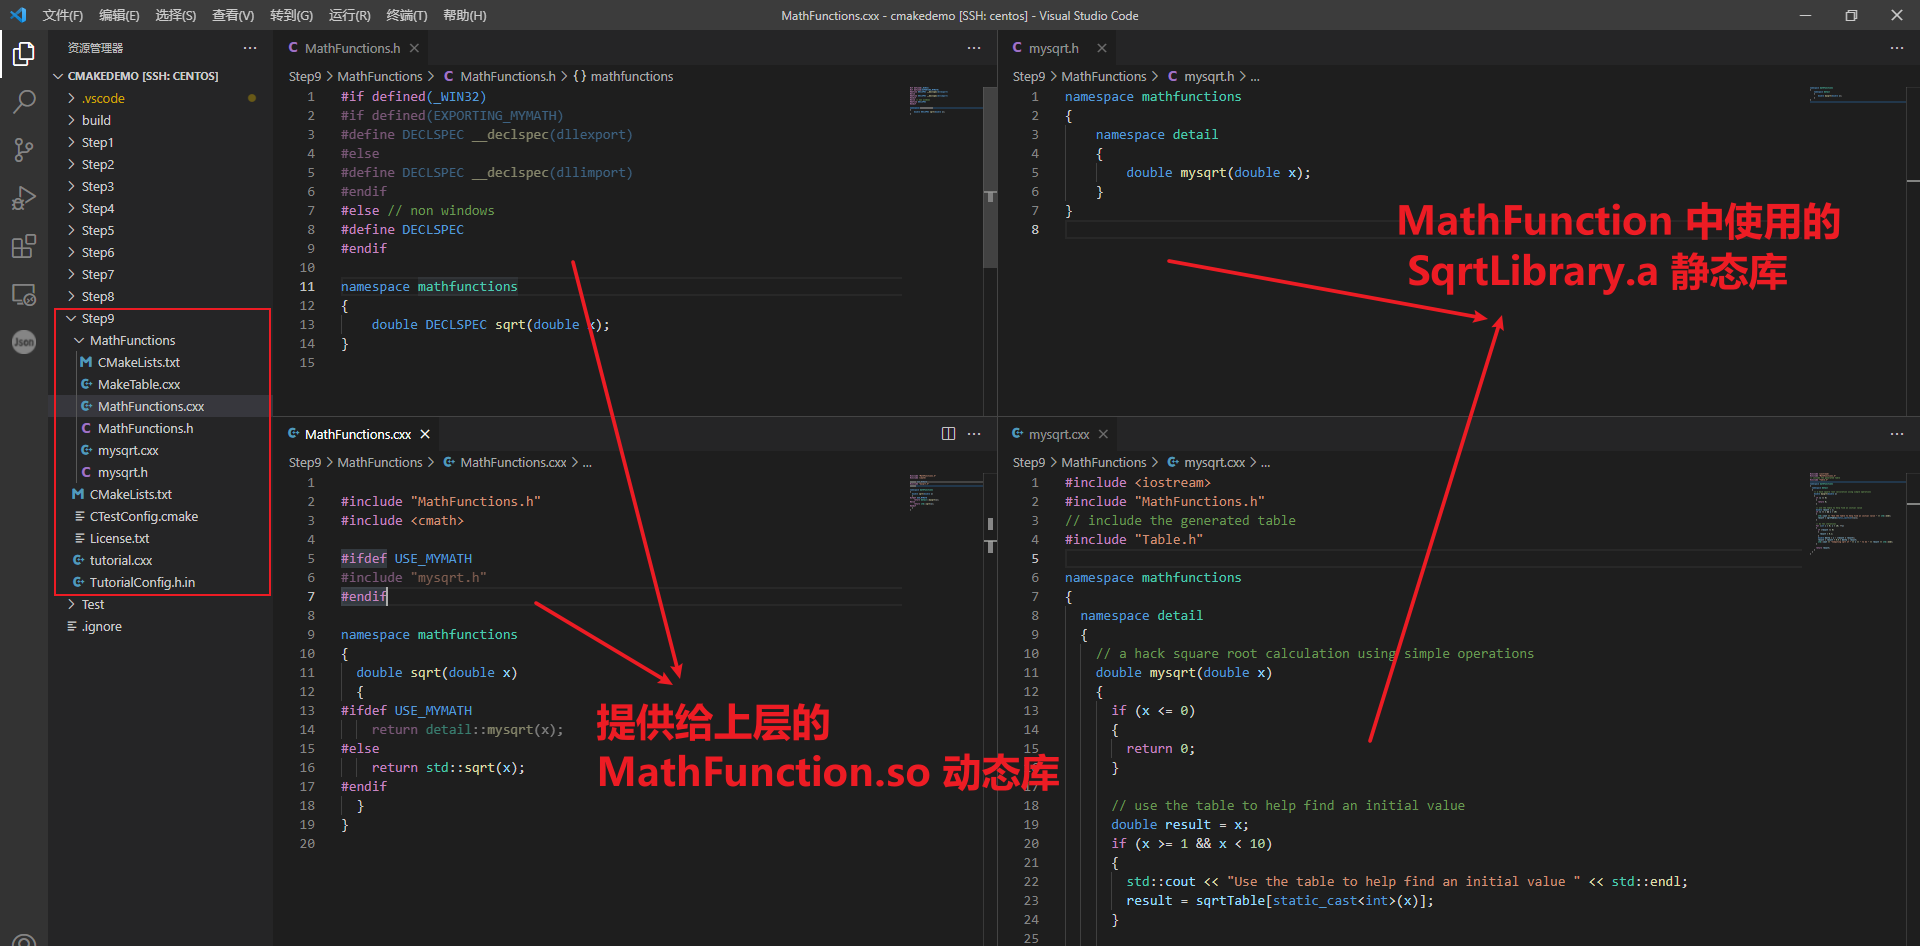 文件(F) 编辑(E) 选择(S) 查看(V) 转到(G) 运行(R) 终端(T) 帮助(H)
MathFunctions.cxx - cmakedemo [SSH: centos] - Visual Studio Code
资源管理器
CMAKEDEMO [SSH: CENTOS]
.vscode
build
Step1
Step2
Step3
Step4
Step5
Step6
Step7
Step8
Step9
MathFunctions
CMakeLists.txt
MakeTable.cxx
MathFunctions.cxx
MathFunctions.h
mysqrt.cxx
mysqrt.h
CMakeLists.txt
CTestConfig.cmake
License.txt
tutorial.cxx
TutorialConfig.h.in
Test
.ignore
Json
MathFunctions.h
Step9 > MathFunctions > MathFunctions.h > {} mathfunctions
1 #if defined(_WIN32)
2 #if defined(EXPORTING_MYMATH)
3 #define DECLSPEC __declspec(dllexport)
4 #else
5 #define DECLSPEC __declspec(dllimport)
6 #endif
7 #else // non windows
8 #define DECLSPEC
9 #endif
10
11 namespace mathfunctions
12 {
13 double DECLSPEC sqrt(double x);
14 }
15
mysqrt.h
Step9 > MathFunctions > mysqrt.h > ...
1 namespace mathfunctions
2 {
3 namespace detail
4 {
5 double mysqrt(double x);
6 }
7 }
8
MathFunction 中使用的
SqrtLibrary.a 静态库
MathFunctions.cxx
Step9 > MathFunctions > MathFunctions.cxx > ...
1
2 #include "MathFunctions.h"
3 #include <cmath>
4
5 #ifdef USE_MYMATH
6 #include "mysqrt.h"
7 #endif
8
9 namespace mathfunctions
10 {
11 double sqrt(double x)
12 {
13 #ifdef USE_MYMATH
14 return detail::mysqrt(x);
15 #else
16 return std::sqrt(x);
17 #endif
18 }
19 }
20
提供给上层的
MathFunction.so 动态库
mysqrt.cxx
Step9 > MathFunctions > mysqrt.cxx > ...
1 #include <iostream>
2 #include "MathFunctions.h"
3 // include the generated table
4 #include "Table.h"
5
6 namespace mathfunctions
7 {
8 namespace detail
9 {
10 // a hack square root calculation using simple operations
11 double mysqrt(double x)
12 {
13 if (x <= 0)
14 {
15 return 0;
16 }
17
18 // use the table to help find an initial value
19 double result = x;
20 if (x >= 1 && x < 10)
21 {
22 std::cout << "Use the table to help find an initial value " << std::endl;
23 result = sqrtTable[static_cast<int>(x)];
24 }
25